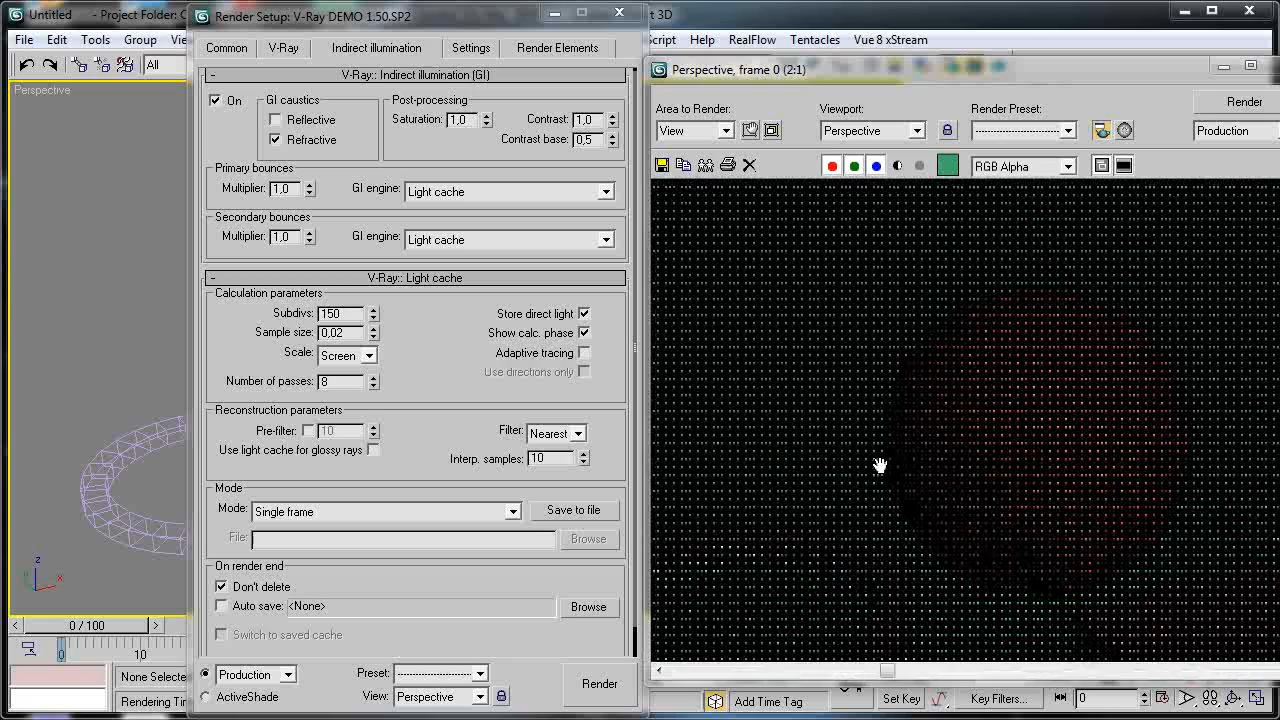 Untitled - Project Folder:
File Edit Tools Group
All
Perspective
z
x
0 / 100
0 10
None Selecte
Rendering Tim
Render Setup: V-Ray DEMO 1.50.SP2
Common V-Ray Indirect illumination Settings Render Elements
- V-Ray:: Indirect illumination (GI)
On
GI caustics
Reflective
Refractive
Post-processing
Saturation: 1,0 Contrast: 1,0
Contrast base: 0,5
Primary bounces
Multiplier: 1,0 GI engine: Light cache
Secondary bounces
Multiplier: 1,0 GI engine: Light cache
- V-Ray:: Light cache
Calculation parameters
Subdivs: 150 Store direct light
Sample size: 0,02 Show calc. phase
Scale: Screen Adaptive tracing
Use directions only
Number of passes: 8
Reconstruction parameters
Pre-filter: 10 Filter: Nearest
Use light cache for glossy rays
Interp. samples: 10
Mode
Mode: Single frame Save to file
File: Browse
On render end
Don't delete
Auto save: <None> Browse
Switch to saved cache
Production Preset: --------------------
ActiveShade View: Perspective
Render
t 3D
cript Help RealFlow Tentacles Vue 8 xStream
Perspective, frame 0 (2:1)
Area to Render: Viewport: Render Preset: Render
View Perspective -------------------------- Production
RGB Alpha
Add Time Tag Set Key Key Filters... 0